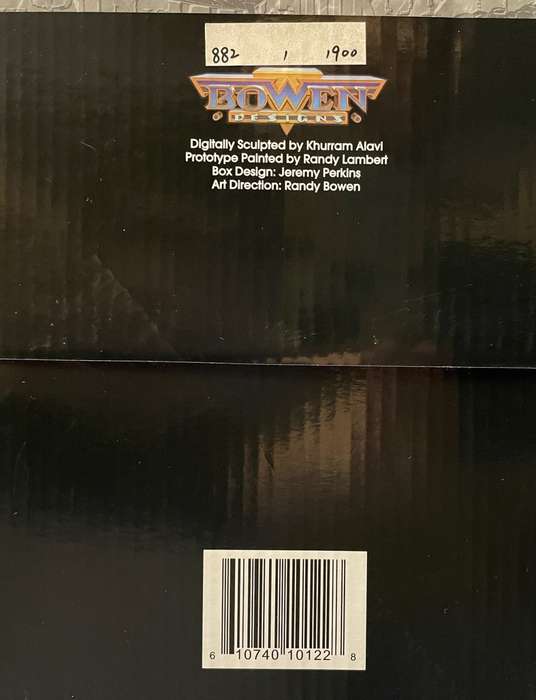 882 1 1900
BOWEN
DESIGNS
Digitally Sculpted by Khurram Alavi
Prototype Painted by Randy Lambert
Box Design: Jeremy Perkins
Art Direction: Randy Bowen
6 10740 10122 8